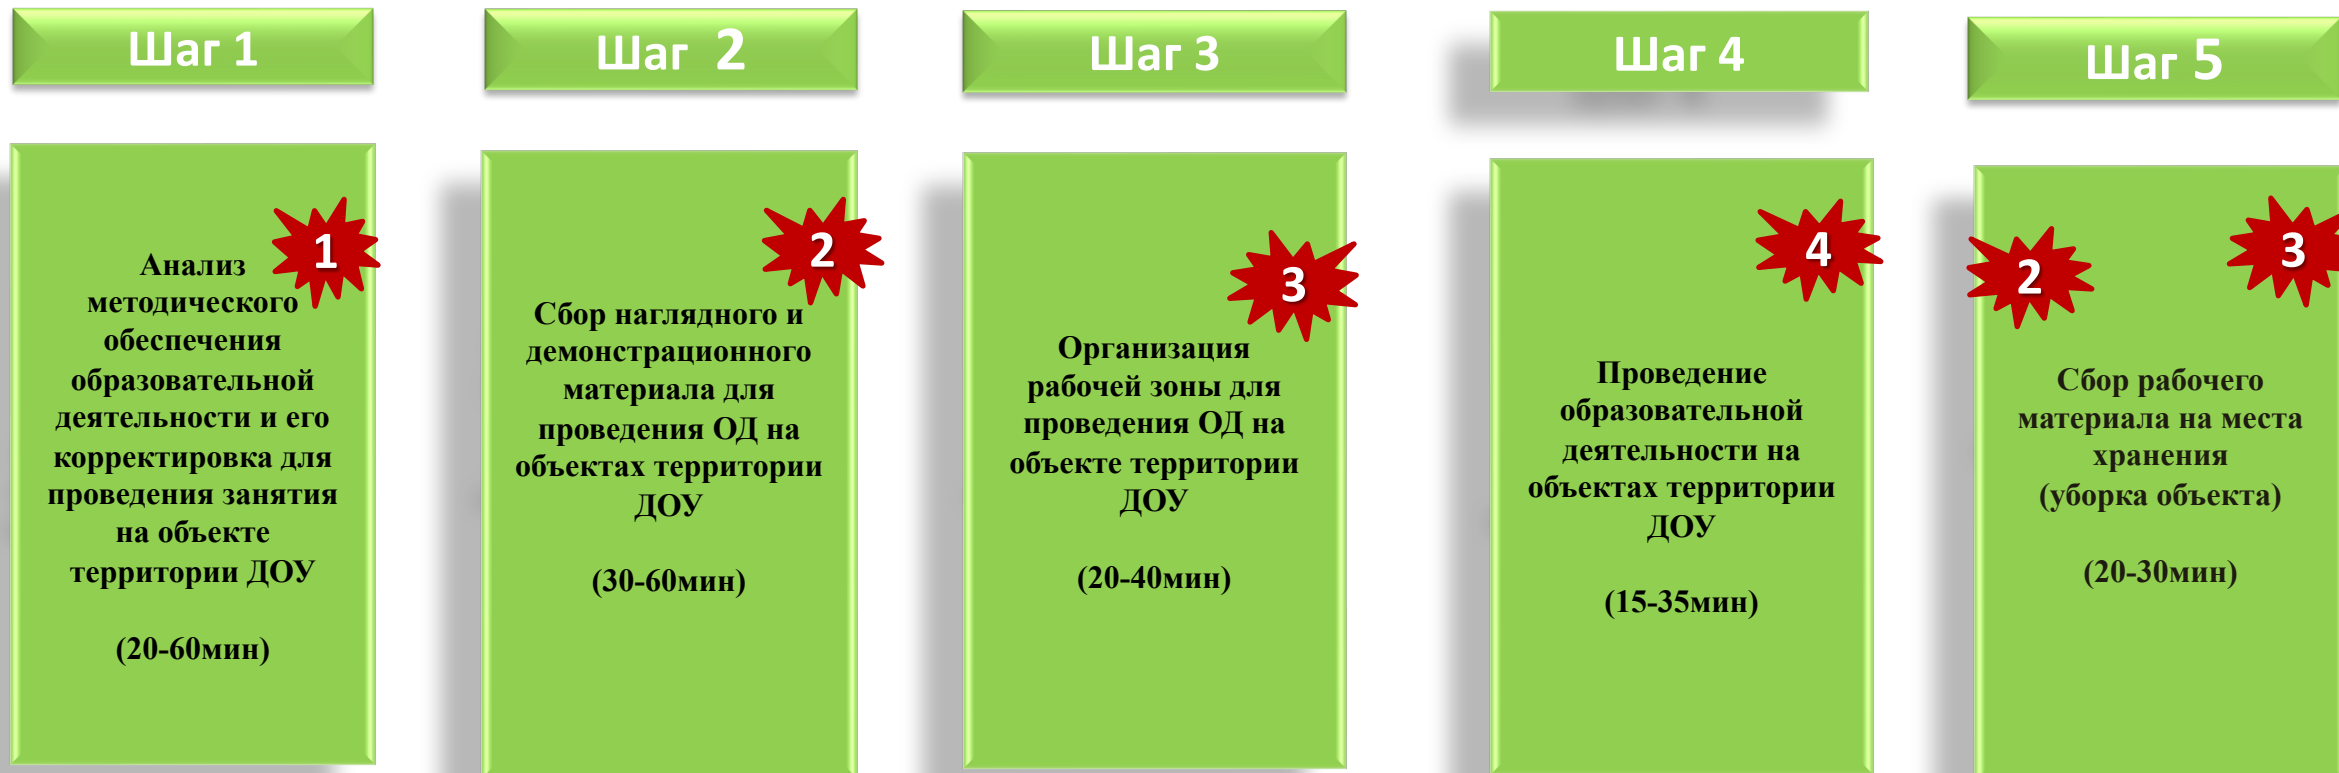 Шаг 1
Шаг 2
Шаг 3
Шаг 4
Шаг 5
1
Анализ
методического
обеспечения
образовательной
деятельности и его
корректировка для
проведения занятия
на объекте
территории ДОУ
(20-60мин)
2
Сбор наглядного и
демонстрационного
материала для
проведения ОД на
объектах территории
ДОУ
(30-60мин)
3
Организация
рабочей зоны для
проведения ОД на
объекте территории
ДОУ
(20-40мин)
4
Проведение
образовательной
деятельности на
объектах территории
ДОУ
(15-35мин)
2
3
Сбор рабочего
материала на места
хранения
(уборка объекта)
(20-30мин)